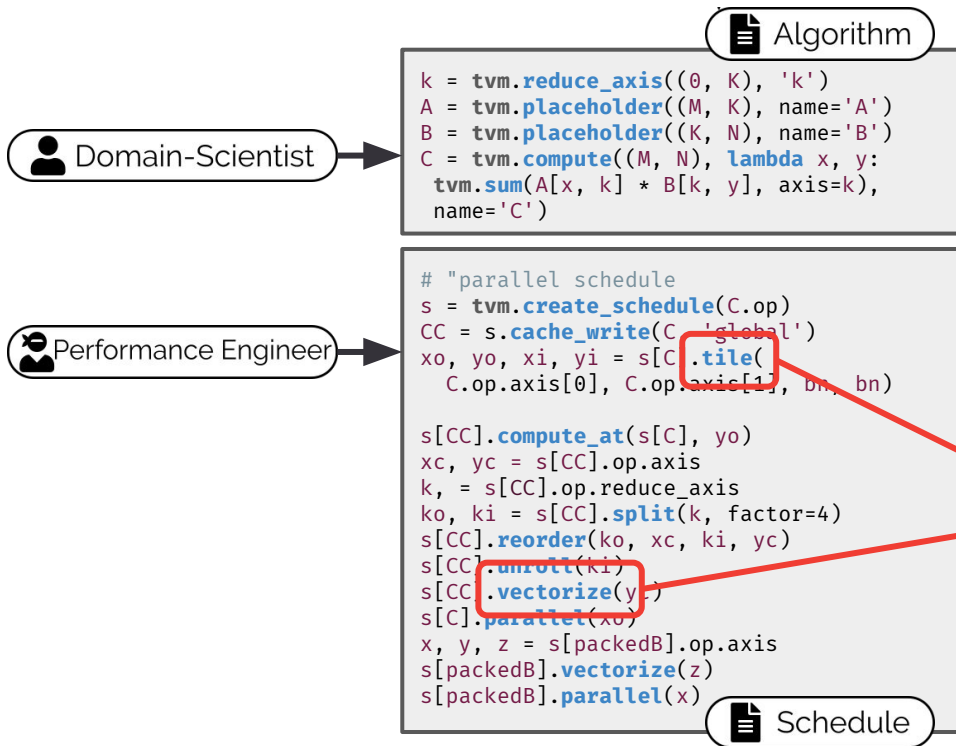 Algorithm
k = tvm.reduce_axis((0, K), 'k')
A = tvm.placeholder((M, K), name='A')
B = tvm.placeholder((K, N), name='B')
C = tvm.compute((M, N), lambda x, y:
tvm.sum(A[x, k] * B[k, y], axis=k),
name='C')
Domain-Scientist
# "parallel schedule
s = tvm.create_schedule(C.op)
CC = s.cache_write(C, 'global')
xo, yo, xi, yi = s[C].tile(
C.op.axis[0], C.op.axis[1], bn, bn)
s[CC].compute_at(s[C], yo)
xc, yc = s[CC].op.axis
k, = s[CC].op.reduce_axis
ko, ki = s[CC].split(k, factor=4)
s[CC].reorder(ko, xc, ki, yc)
s[CC].unroll(ki)
s[CC].vectorize(yc)
s[C].parallel(xo)
x, y, z = s[packedB].op.axis
s[packedB].vectorize(z)
s[packedB].parallel(x)
Performance Engineer
Schedule